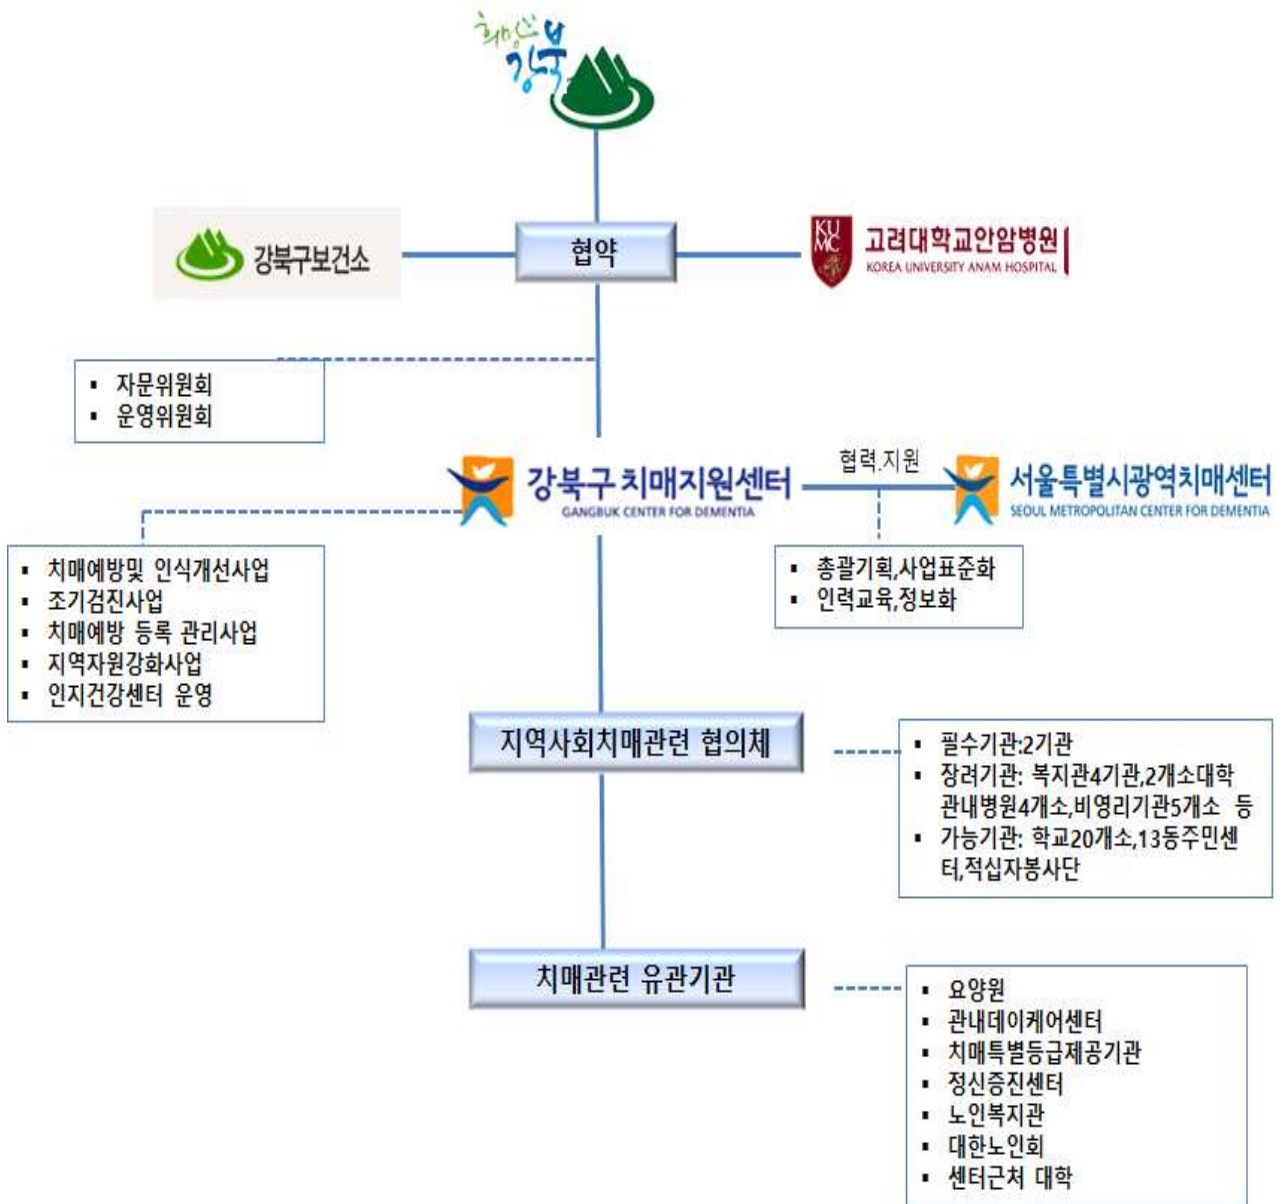 희망찬
강북
강북구보건소
협약
KU
MC
고려대학교안암병원
KOREA UNIVERSITY ANAM HOSPITAL
▪ 자문위원회
▪ 운영위원회
강북구 치매지원센터
GANGBUK CENTER FOR DEMENTIA
협력.지원
서울특별시광역치매센터
SEOUL METROPOLITAN CENTER FOR DEMENTIA
▪ 치매예방및 인식개선사업
▪ 조기검진사업
▪ 치매예방 등록 관리사업
▪ 지역자원강화사업
▪ 인지건강센터 운영
▪ 총괄기획,사업표준화
▪ 인력교육,정보화
지역사회치매관련 협의체
▪ 필수기관:2기관
▪ 장려기관: 복지관4기관,2개소대학
관내병원4개소,비영리기관5개소 등
▪ 가능기관: 학교20개소,13동주민센
터,적십자봉사단
치매관련 유관기관
▪ 요양원
▪ 관내데이케어센터
▪ 치매특별등급제공기관
▪ 정신증진센터
▪ 노인복지관
▪ 대한노인회
▪ 센터근처 대학